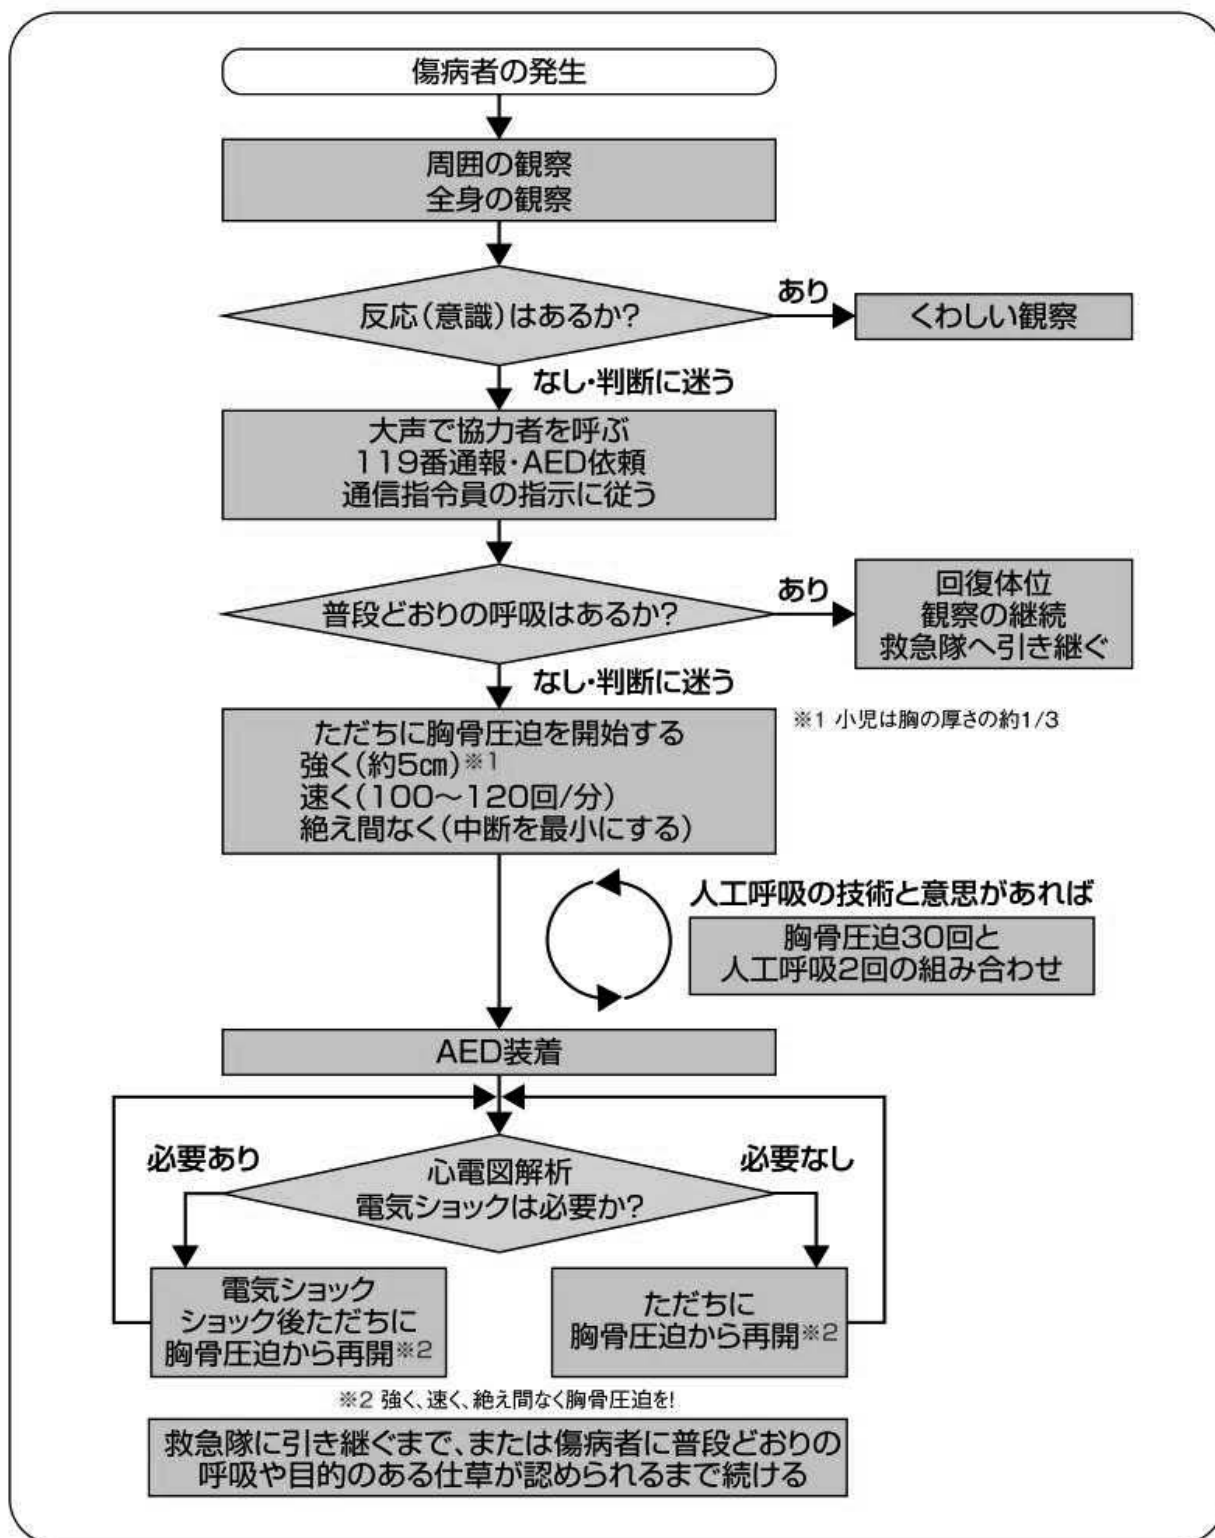 傷病者の発生
周囲の観察
全身の観察
反応(意識)はあるか?
あり
くわしい観察
なし・判断に迷う
大声で協力者を呼ぶ
119番通報・AED依頼
通信指令員の指示に従う
普段どおりの呼吸はあるか?
あり
回復体位
観察の継続
救急隊へ引き継ぐ
なし・判断に迷う
ただちに胸骨圧迫を開始する
強く(約5㎝)※1
速く(100～120回/分)
絶え間なく(中断を最小にする)
※1 小児は胸の厚さの約1/3
人工呼吸の技術と意思があれば
胸骨圧迫30回と
人工呼吸2回の組み合わせ
AED装着
心電図解析
電気ショックは必要か?
必要あり
電気ショック
ショック後ただちに
胸骨圧迫から再開※2
必要なし
ただちに
胸骨圧迫から再開※2
※2 強く、速く、絶え間なく胸骨圧迫を!
救急隊に引き継ぐまで、または傷病者に普段どおりの
呼吸や目的のある仕草が認められるまで続ける